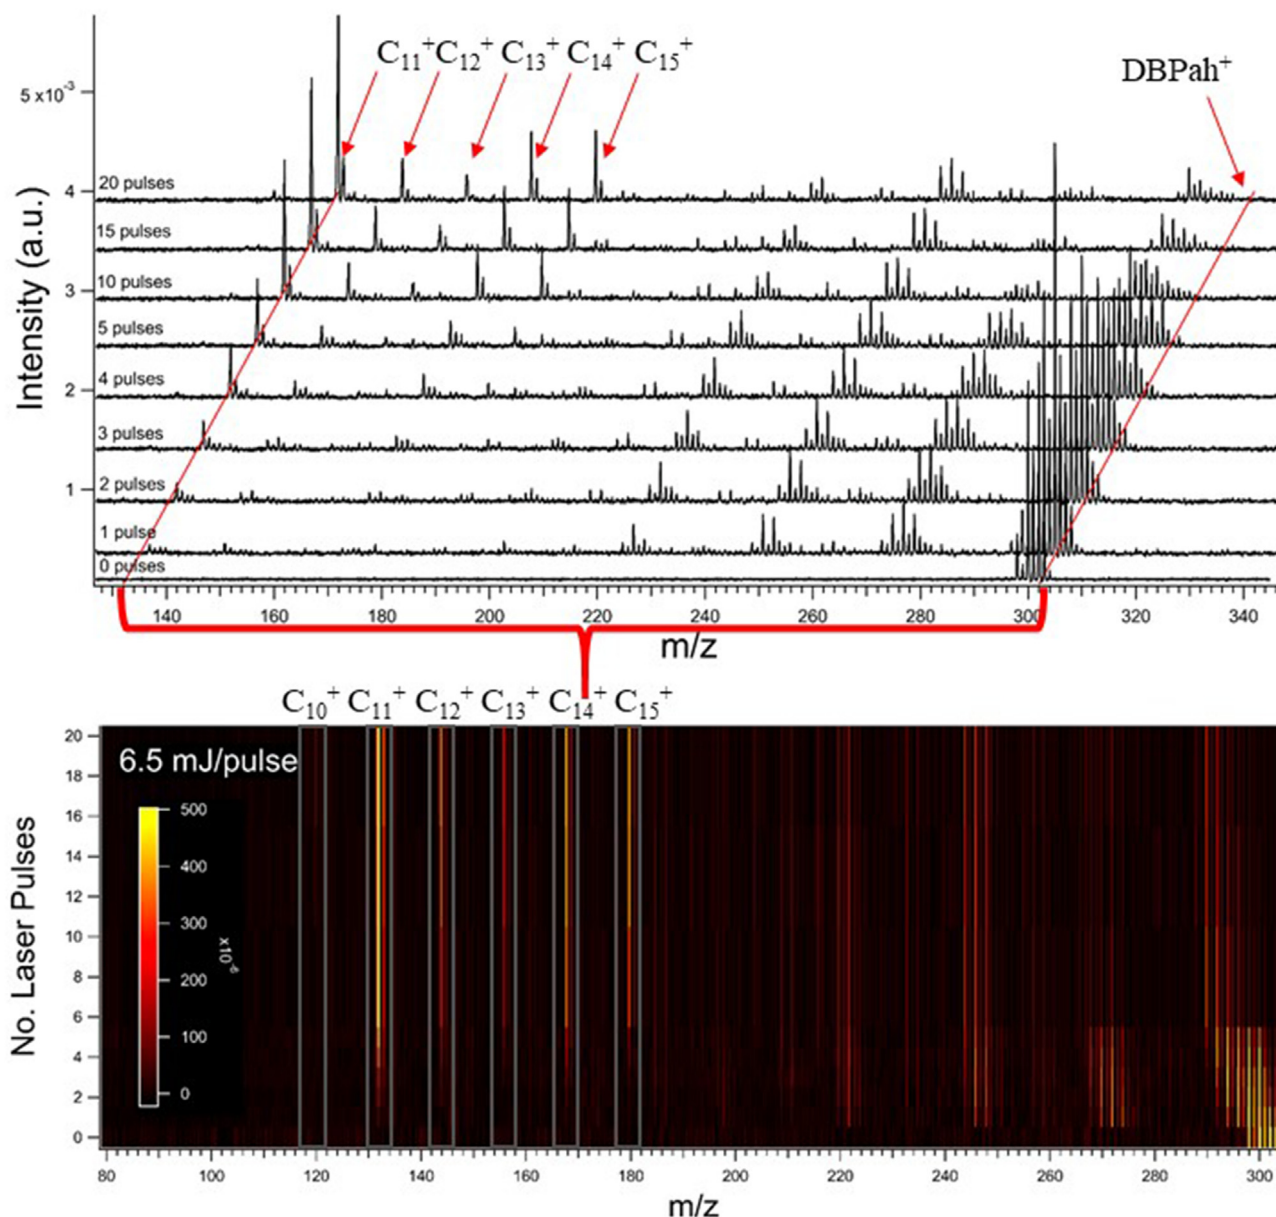 C₁₁⁺ C₁₂⁺ C₁₃⁺ C₁₄⁺ C₁₅⁺
DBPah⁺
5 x10⁻³
4
3
2
1
Intensity (a.u.)
20 pulses
15 pulses
10 pulses
5 pulses
4 pulses
3 pulses
2 pulses
1 pulse
0 pulses
140 160 180 200 220 240 260 280 300 320 340
m/z
C₁₀⁺ C₁₁⁺ C₁₂⁺ C₁₃⁺ C₁₄⁺ C₁₅⁺
6.5 mJ/pulse
500
400
300
200
100
0
x10⁻⁶
20
18
16
14
12
10
8
6
4
2
0
No. Laser Pulses
80 100 120 140 160 180 200 220 240 260 280 300
m/z